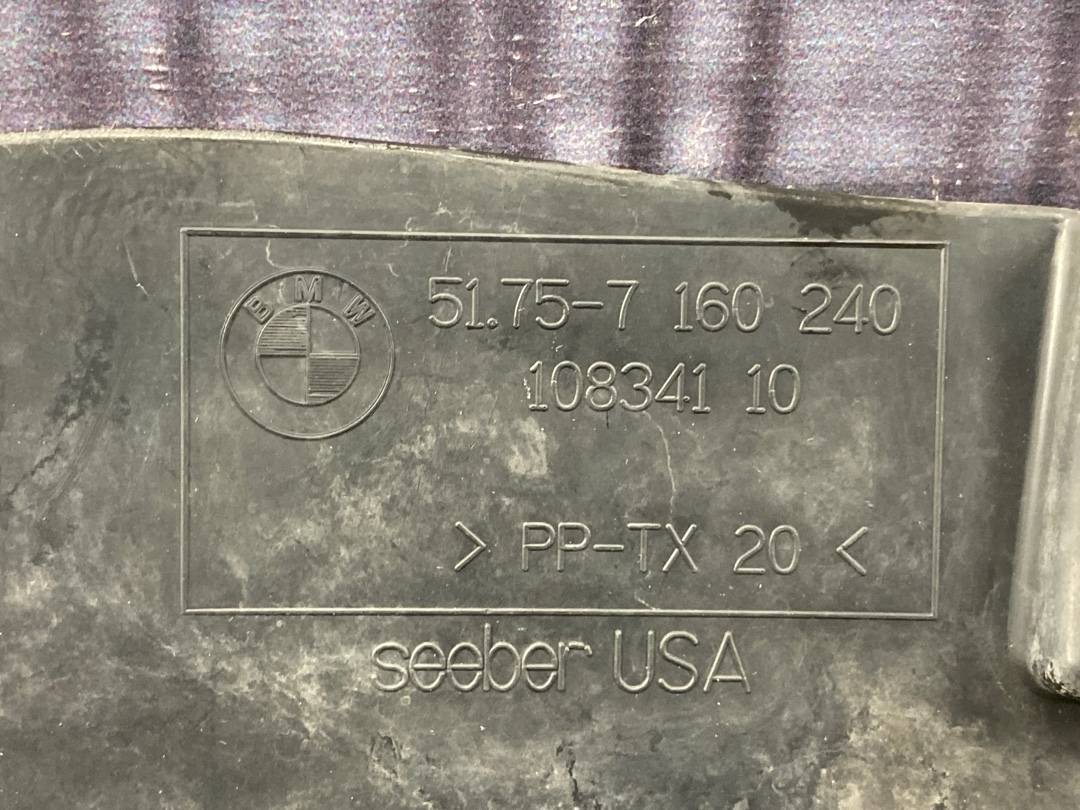 BMW
51.75-7 160 240
108341 10
> PP-TX 20 <
seeber USA